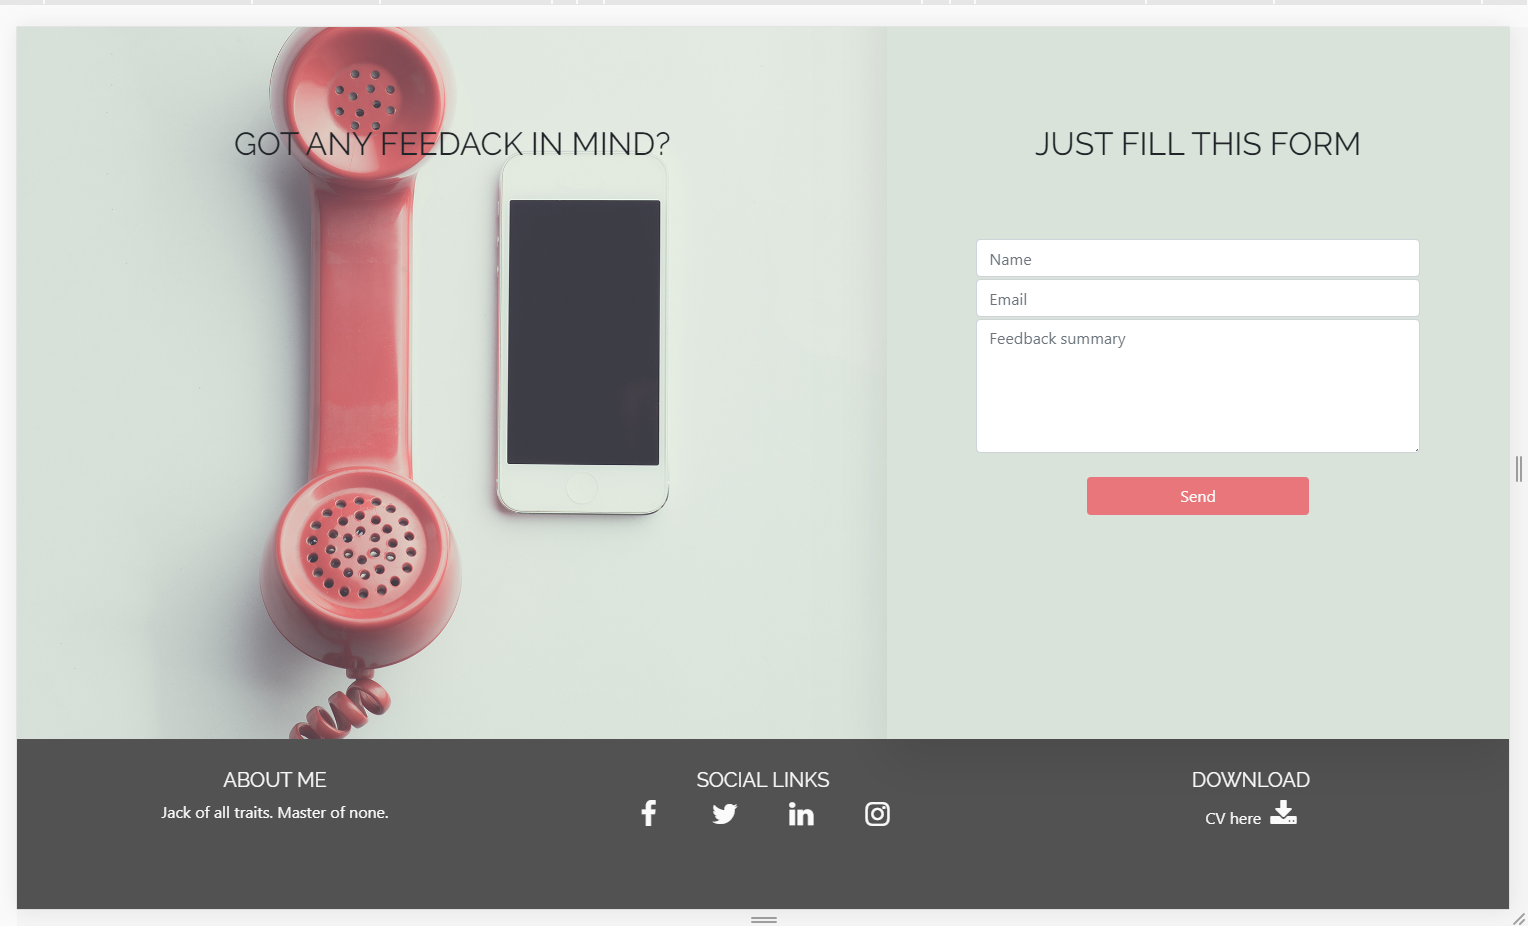 GOT ANY FEEDACK IN MIND?
JUST FILL THIS FORM
Name
Email
Feedback summary
Send
ABOUT ME
Jack of all traits. Master of none.
SOCIAL LINKS
DOWNLOAD
CV here